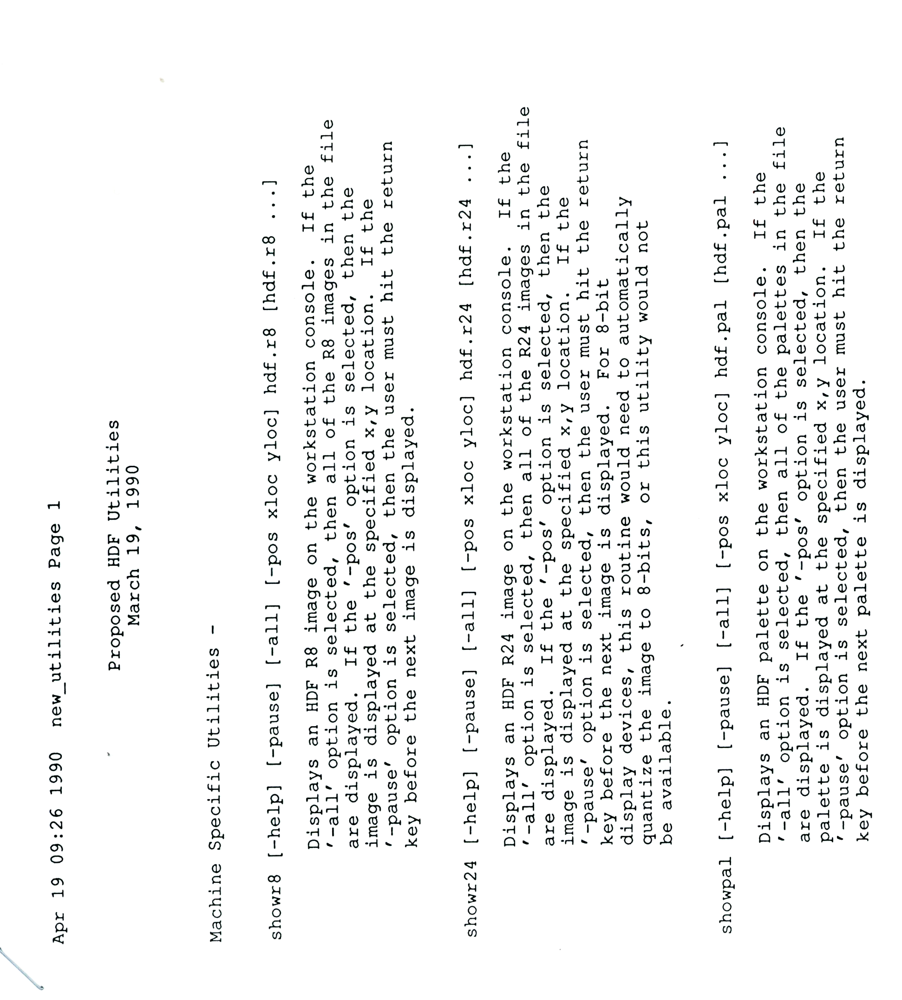 Apr 19 09:26 1990  new_utilities Page 1
Proposed HDF Utilities
March 19, 1990
Machine Specific Utilities -
showr8 [-help] [-pause] [-all] [-pos xloc yloc] hdf.r8 [hdf.r8 ...]
Displays an HDF R8 image on the workstation console.  If the
'-all' option is selected, then all of the R8 images in the file
are displayed.  If the '-pos' option is selected, then the
image is displayed at the specified x,y location.  If the
'-pause' option is selected, then the user must hit the return
key before the next image is displayed.
showr24 [-help] [-pause] [-all] [-pos xloc yloc] hdf.r24 [hdf.r24 ...]
Displays an HDF R24 image on the workstation console.  If the
'-all' option is selected, then all of the R24 images in the file
are displayed.  If the '-pos' option is selected, then the
image is displayed at the specified x,y location.  If the
'-pause' option is selected, then the user must hit the return
key before the next image is displayed.  For 8-bit
display devices, this routine would need to automatically
quantize the image to 8-bits, or this utility would not
be available.
showpal [-help] [-pause] [-all] [-pos xloc yloc] hdf.pal [hdf.pal ...]
Displays an HDF palette on the workstation console.  If the
'-all' option is selected, then all of the palettes in the file
are displayed.  If the '-pos' option is selected, then the
palette is displayed at the specified x,y location.  If the
'-pause' option is selected, then the user must hit the return
key before the next palette is displayed.